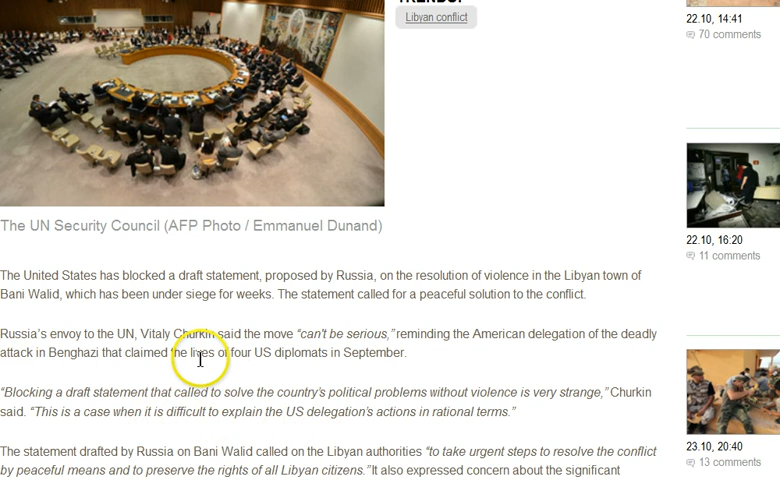 TRENDS:
Libyan conflict
22.10, 14:41
70 comments
The UN Security Council (AFP Photo / Emmanuel Dunand)
22.10, 16:20
11 comments
The United States has blocked a draft statement, proposed by Russia, on the resolution of violence in the Libyan town of
Bani Walid, which has been under siege for weeks. The statement called for a peaceful solution to the conflict.
Russia's envoy to the UN, Vitaly Churkin said the move “can't be serious,” reminding the American delegation of the deadly
attack in Benghazi that claimed the lives of four US diplomats in September.
“Blocking a draft statement that called to solve the country's political problems without violence is very strange,” Churkin
said. “This is a case when it is difficult to explain the US delegation's actions in rational terms.”
23.10, 20:40
13 comments
The statement drafted by Russia on Bani Walid called on the Libyan authorities “to take urgent steps to resolve the conflict
by peaceful means and to preserve the rights of all Libyan citizens.” It also expressed concern about the significant